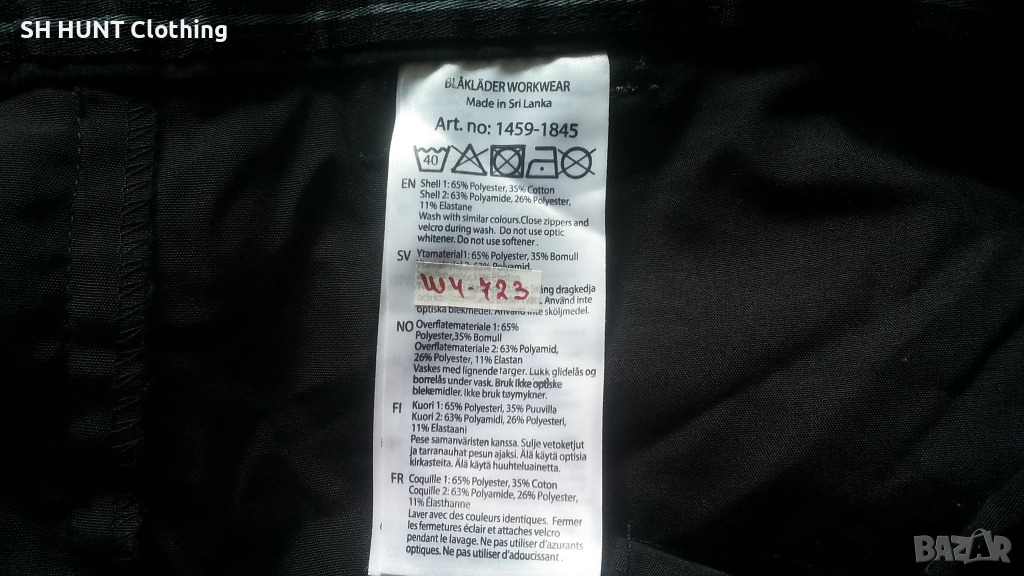 SH HUNT Clothing
BLÅKLÄDER WORKWEAR
Made in Sri Lanka
Art. no: 1459-1845
40
EN Shell 1: 65% Polyester, 35% Cotton
Shell 2: 63% Polyamide, 26% Polyester,
11% Elastane
Wash with similar colours.Close zippers and
velcro during wash. Do not use optic
whitener. Do not use softener.
SV Ytamaterial1: 65% Polyester, 35% Bomull
Polyamid,
W4-723
ing dragkedja
Använd inte
optiska blekmedel. Använd inte sköljmedel.
NO Overflatemateriale 1: 65%
Polyester,35% Bomull
Overflatemateriale 2: 63% Polyamid,
26% Polyester, 11% Elastan
Vaskes med lignende farger. Lukk glidelås og
borrelås under vask. Bruk ikke optiske
blekemidler. Ikke bruk tøymykner.
FI Kuori 1: 65% Polyesteri, 35% Puuvilla
Kuori 2: 63% Polyamidi, 26% Polyesteri,
11% Elastaani
Pese samanväristen kanssa. Sulje vetoketjut
ja tarranauhat pesun ajaksi. Älä käytä optisia
kirkasteita. Älä käytä huuhteluainetta.
FR Coquille 1: 65% Polyester, 35% Coton
Coquille 2: 63% Polyamide, 26% Polyester,
11% Élasthanne
Laver avec des couleurs identiques. Fermer
les fermetures éclair et attaches velcro
pendant le lavage. Ne pas utiliser d'azurants
optiques. Ne pas utiliser d'adoucissant.
BAZAR